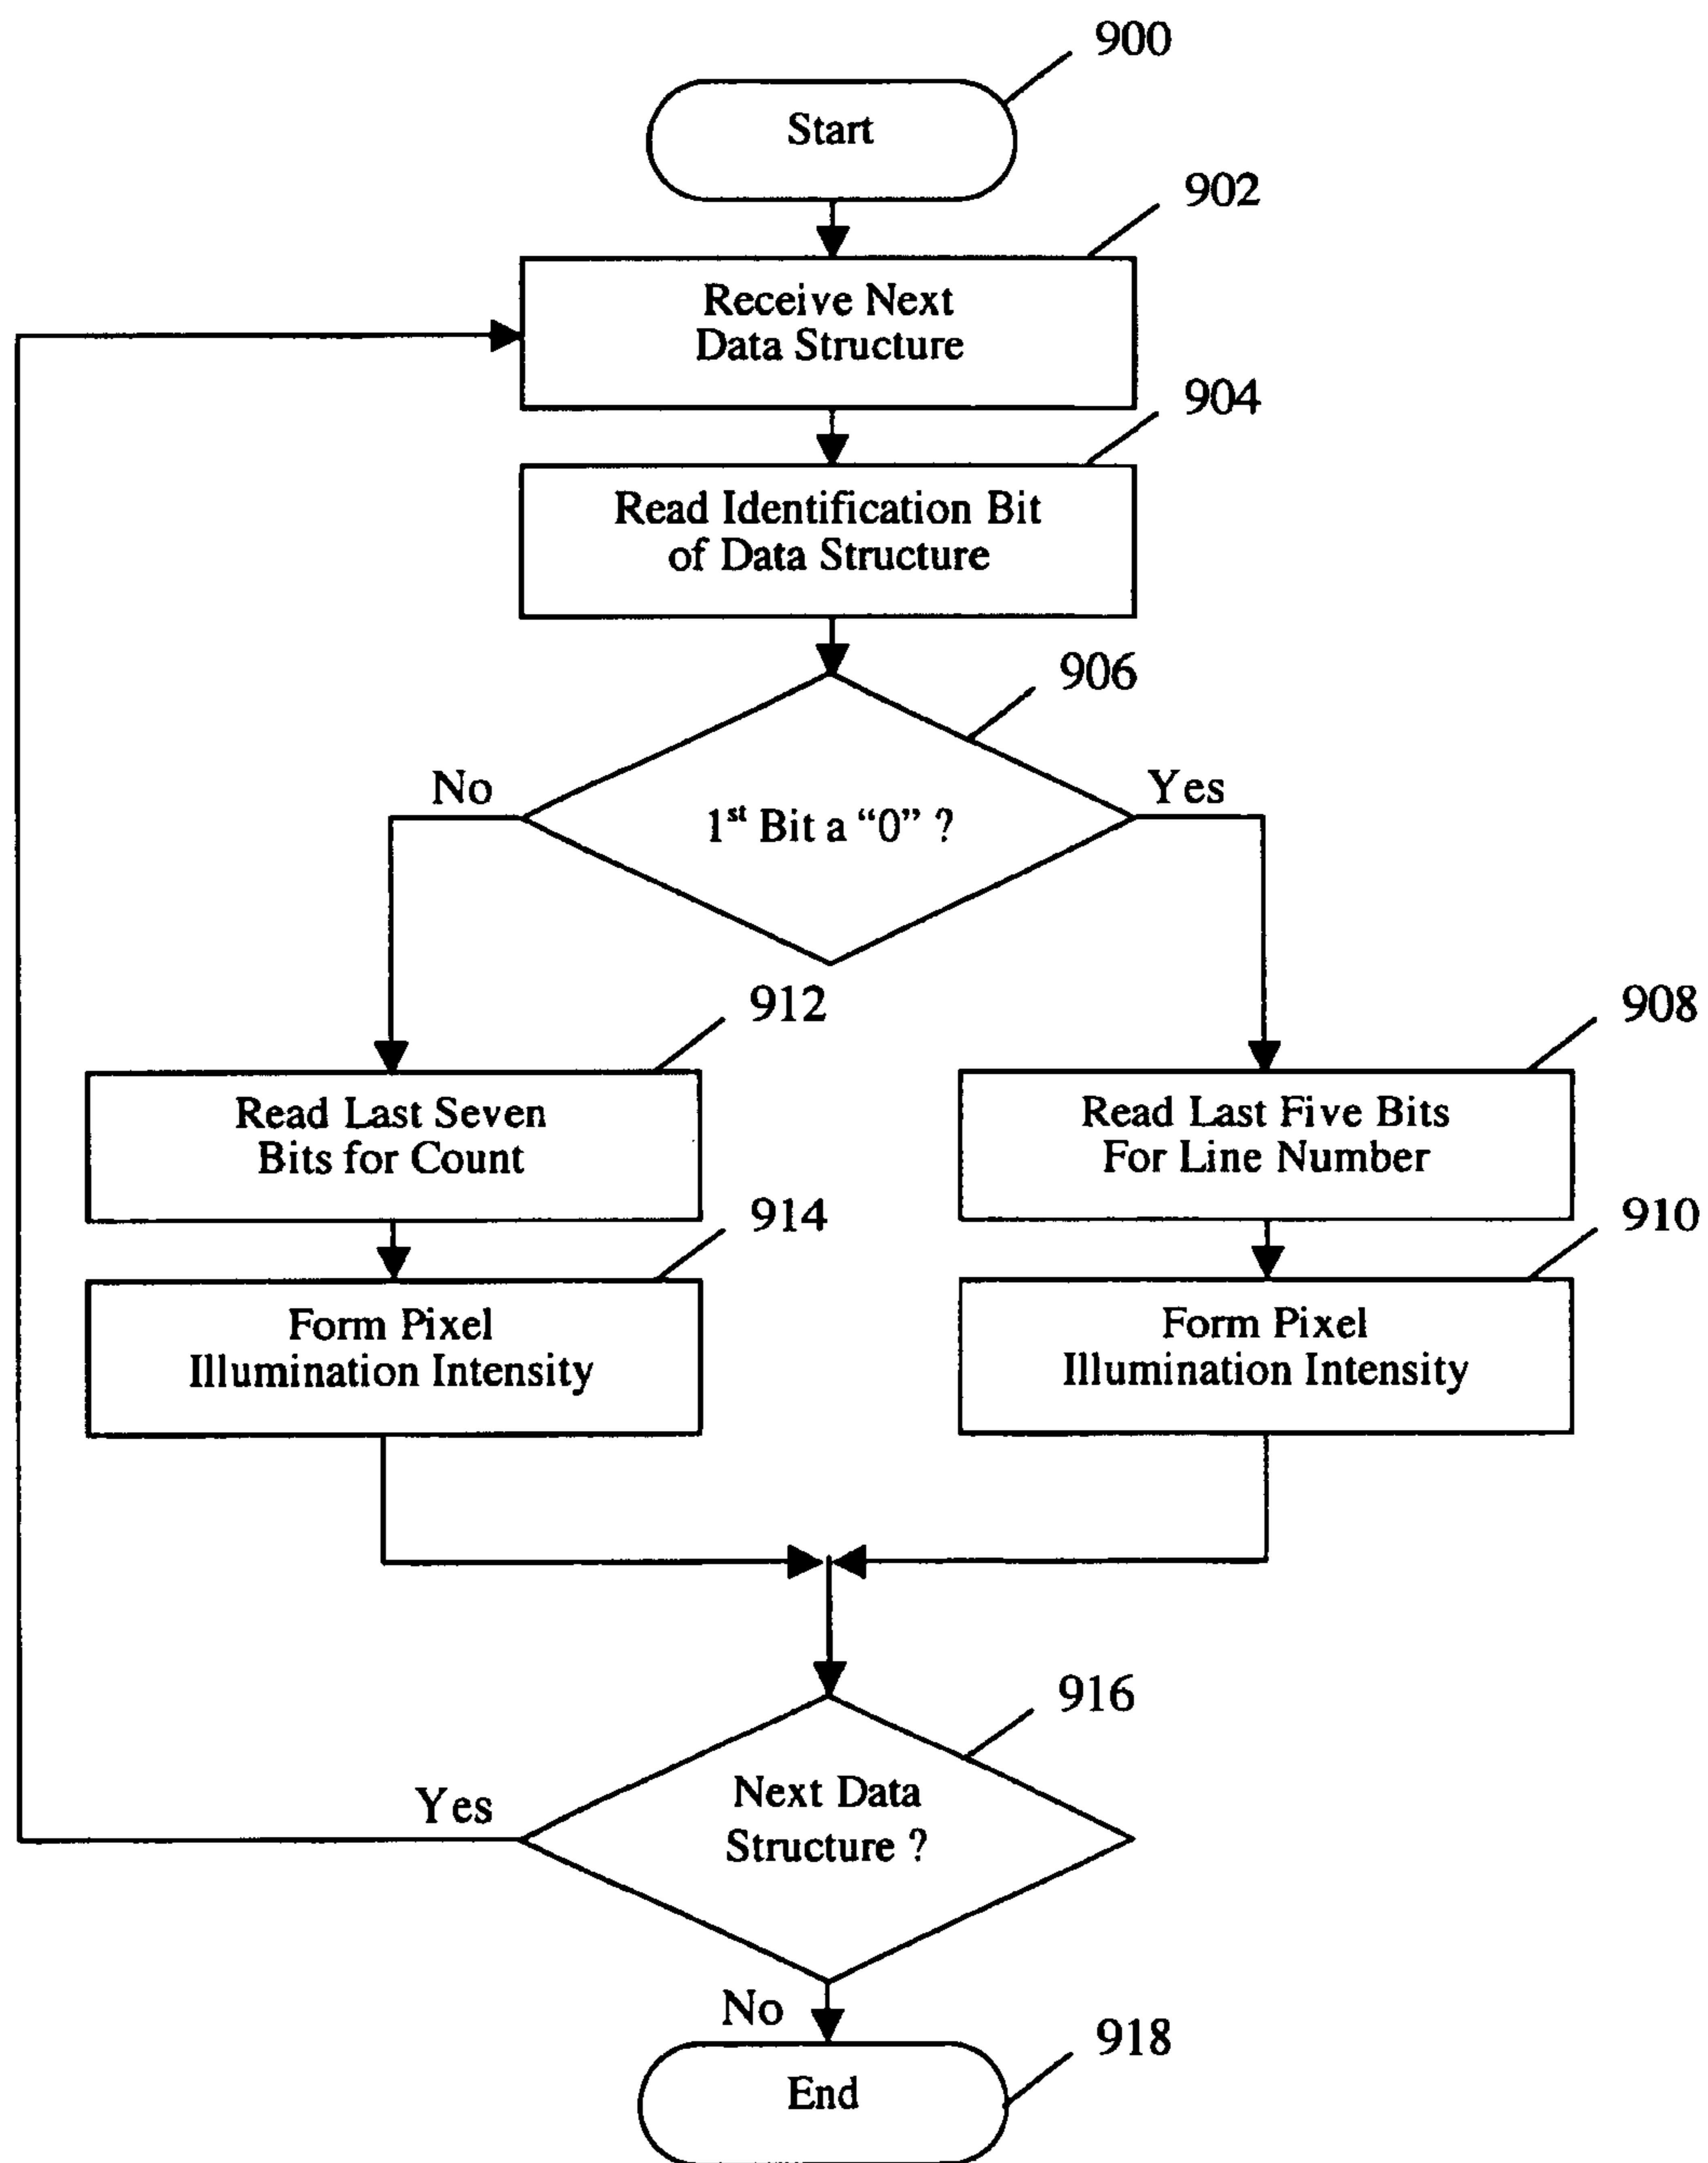 900
Start
902
Receive Next
Data Structure
904
Read Identification Bit
of Data Structure
906
No
Yes
1st Bit a “0” ?
912
908
Read Last Seven
Bits for Count
Read Last Five Bits
For Line Number
914
910
Form Pixel
Illumination Intensity
Form Pixel
Illumination Intensity
916
Yes
Next Data
Structure ?
No
918
End